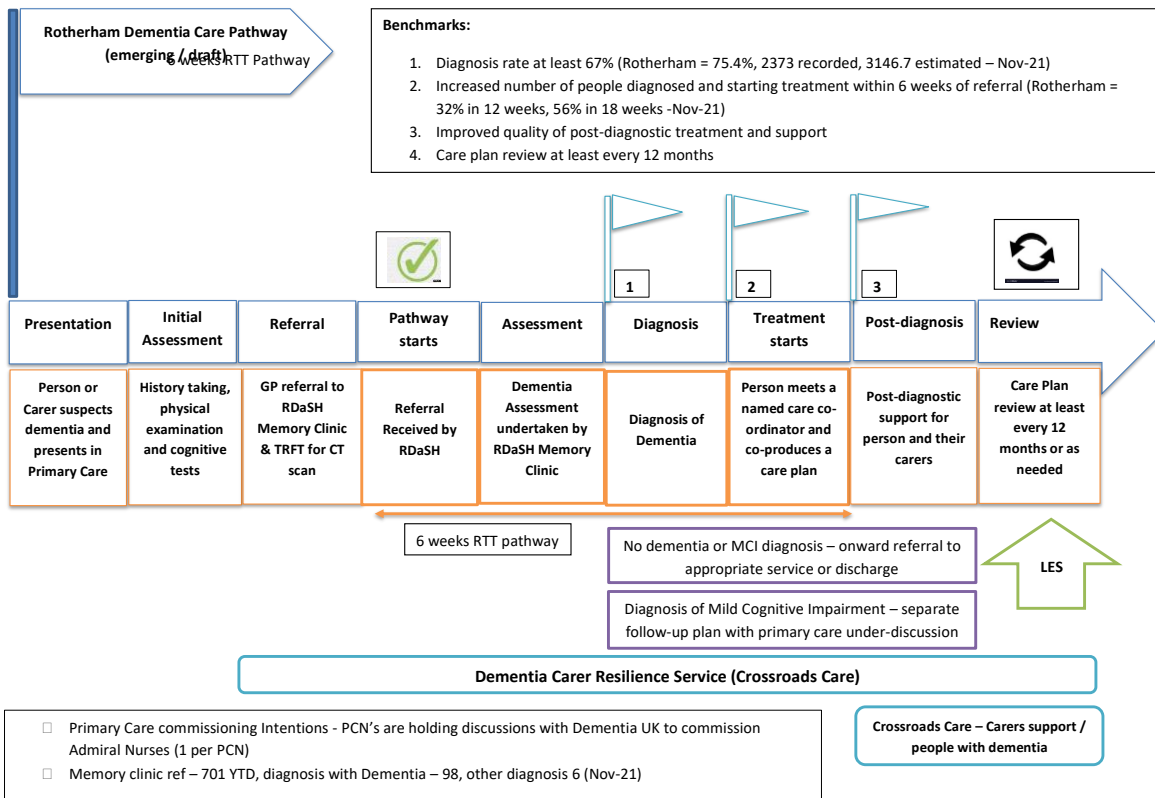 Rotherham Dementia Care Pathway
(emerging / draft)
6 weeks RTT Pathway
Benchmarks:
1. Diagnosis rate at least 67% (Rotherham = 75.4%, 2373 recorded, 3146.7 estimated – Nov-21)
2. Increased number of people diagnosed and starting treatment within 6 weeks of referral (Rotherham =
32% in 12 weeks, 56% in 18 weeks -Nov-21)
3. Improved quality of post-diagnostic treatment and support
4. Care plan review at least every 12 months
1
2
3
Presentation
Initial
Assessment
Referral
Pathway
starts
Assessment
Diagnosis
Treatment
starts
Post-diagnosis
Review
Person or
Carer suspects
dementia and
presents in
Primary Care
History taking,
physical
examination
and cognitive
tests
GP referral to
RDaSH
Memory Clinic
& TRFT for CT
scan
Referral
Received by
RDaSH
Dementia
Assessment
undertaken by
RDaSH Memory
Clinic
Diagnosis of
Dementia
Person meets a
named care co-
ordinator and
co-produces a
care plan
Post-diagnostic
support for
person and their
carers
Care Plan
review at least
every 12
months or as
needed
6 weeks RTT pathway
No dementia or MCI diagnosis – onward referral to
appropriate service or discharge
Diagnosis of Mild Cognitive Impairment – separate
follow-up plan with primary care under-discussion
LES
Dementia Carer Resilience Service (Crossroads Care)
Primary Care commissioning Intentions - PCN's are holding discussions with Dementia UK to commission
Admiral Nurses (1 per PCN)
Memory clinic ref – 701 YTD, diagnosis with Dementia – 98, other diagnosis 6 (Nov-21)
Crossroads Care – Carers support /
people with dementia